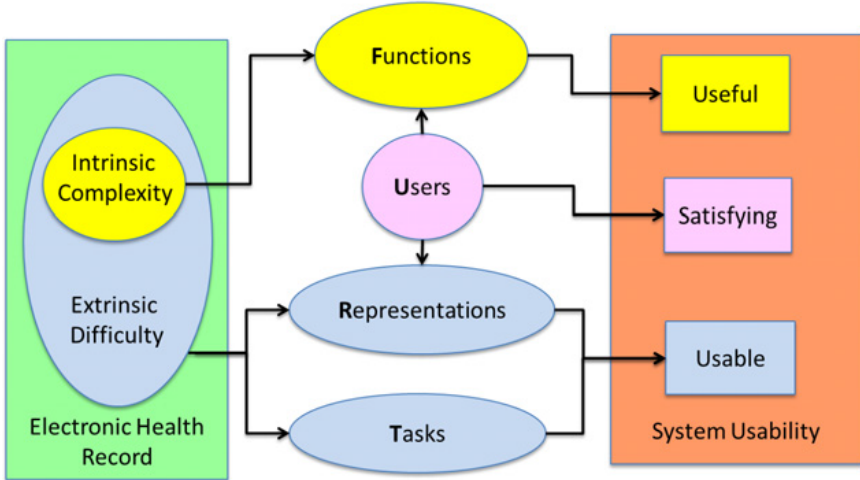 Functions
Useful
Intrinsic
Complexity
Users
Satisfying
Extrinsic
Difficulty
Representations
Usable
Electronic Health
Record
Tasks
System Usability